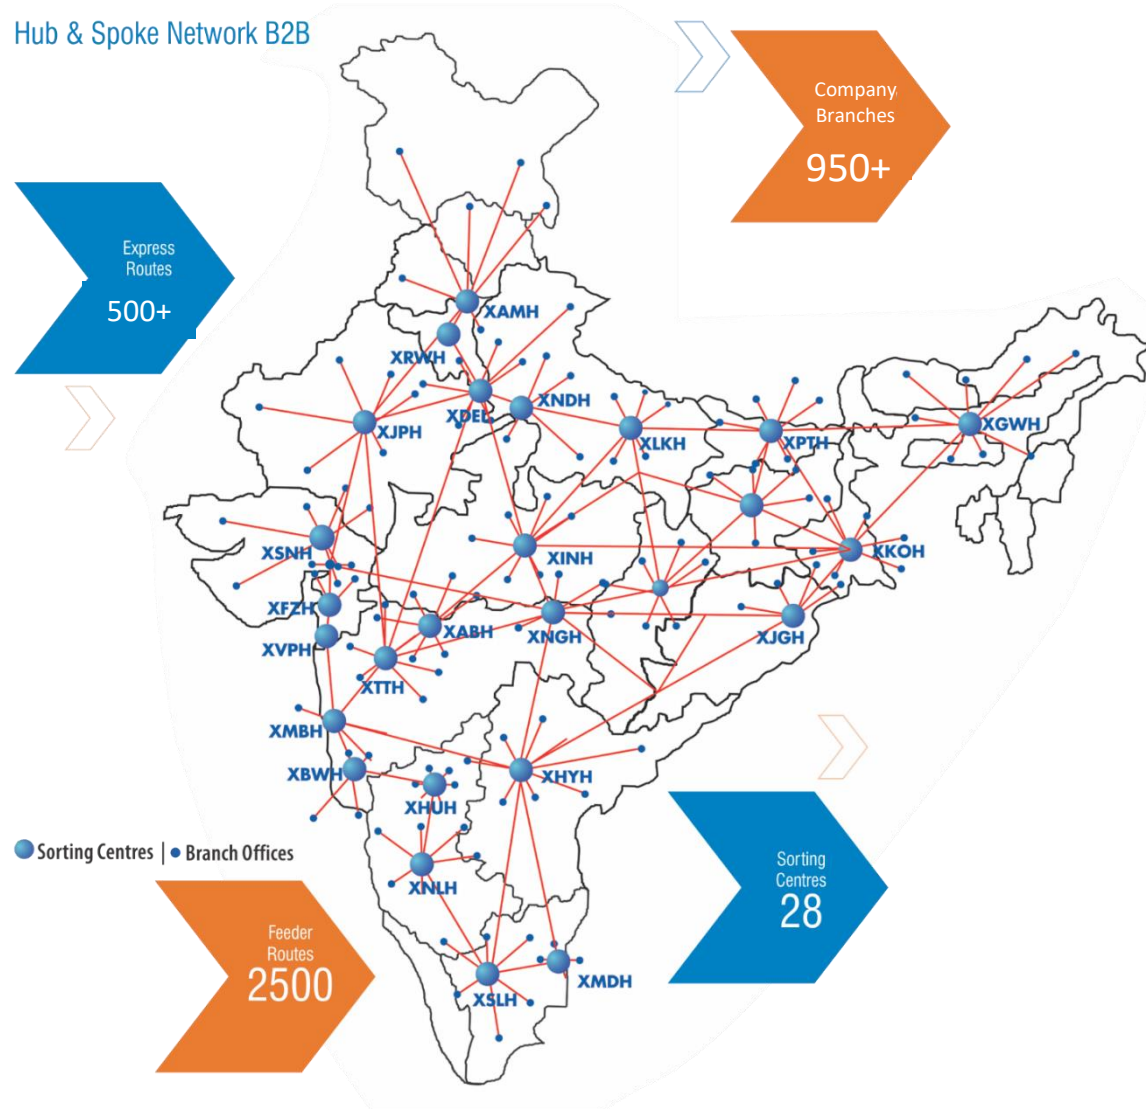 Hub & Spoke Network B2B
Company
Branches
950+
Express
Routes
500+
XAMH
XRWH
XDEL
XNDH
XJPH
XLKH
XPTH
XGWH
XSNH
XINH
XKOH
XFZH
XABH
XNGH
XJGH
XVPH
XTTH
XMBH
XBWH
XHYH
XHUH
Sorting Centres | Branch Offices
XNLH
Sorting
Centres
28
Feeder
Routes
2500
XMDH
XSLH